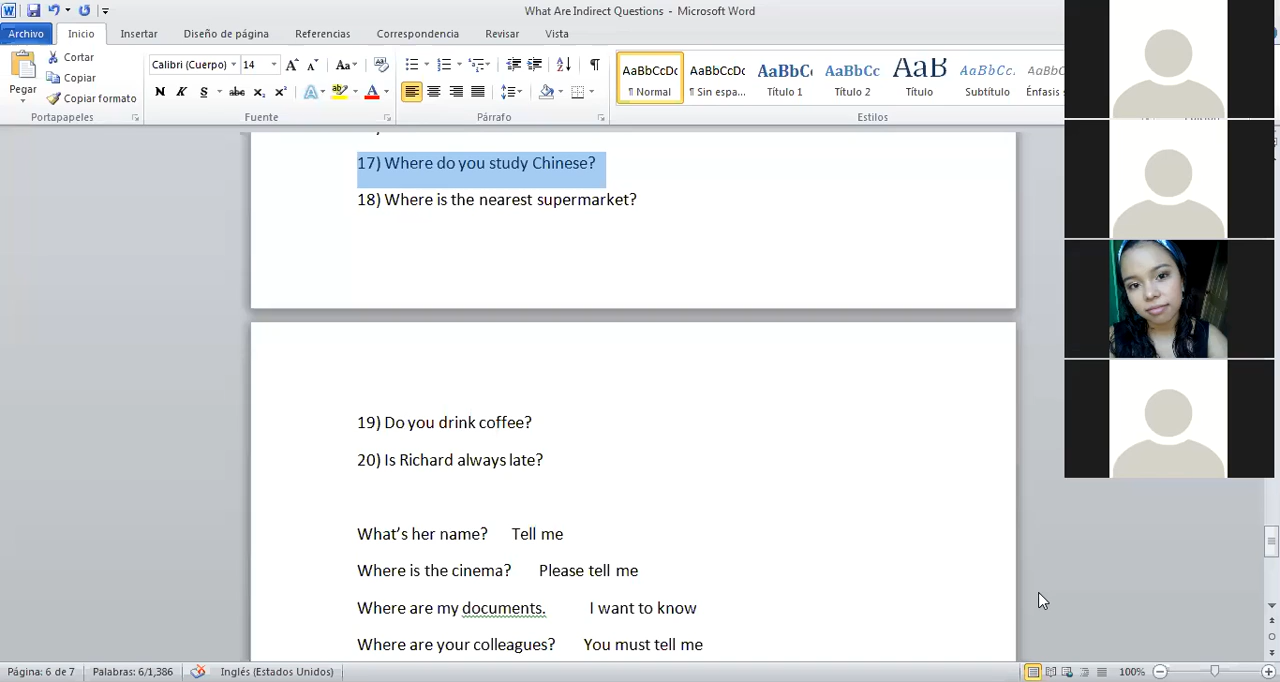 What Are Indirect Questions - Microsoft Word
Archivo Inicio Insertar Diseño de página Referencias Correspondencia Revisar Vista
Pegar
Cortar
Copiar
Copiar formato
Portapapeles
Calibri (Cuerpo) 14
Fuente
Párrafo
AaBbCcDc AaBbCcDc AaBbC AaBbCc AaB AaBbCc.
¶ Normal ¶ Sin espa... Título 1 Título 2 Título Subtítulo Énfasis
Estilos
17) Where do you study Chinese?
18) Where is the nearest supermarket?
19) Do you drink coffee?
20) Is Richard always late?
What's her name? Tell me
Where is the cinema? Please tell me
Where are my documents. I want to know
Where are your colleagues? You must tell me
Página: 6 de 7 Palabras: 6/1,386 Inglés (Estados Unidos) 100%